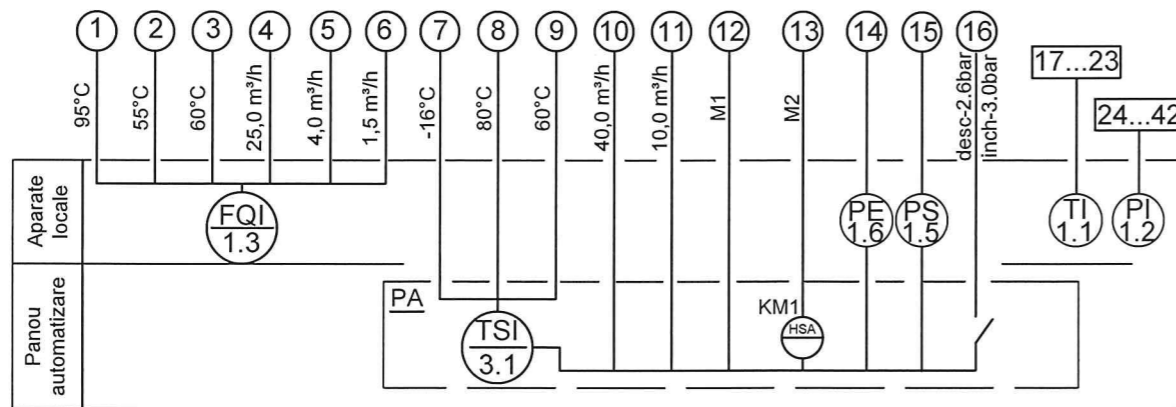 1 2 3 4 5 6 7 8 9 10 11 12 13 14 15 16
17...23
24...42
95°C
55°C
60°C
25,0 m³/h
4,0 m³/h
1,5 m³/h
-16°C
80°C
60°C
40,0 m³/h
10,0 m³/h
M1
M2
desc-2.6bar
inch-3.0bar
Aparate
locale
FQI
1.3
PE
1.6
PS
1.5
TI
1.1
PI
1.2
Panou
automatizare
PA
TSI
3.1
KM1
HSA